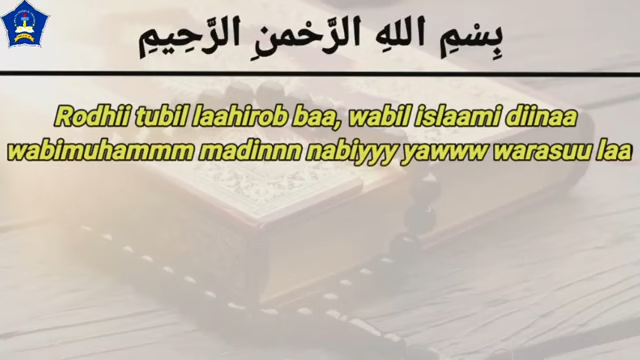 بِسْمِ اللهِ الرَّحْمنِ الرَّحِيمِ
Rodhii tubil laahirob baa, wabil islaami diinaa
wabimuhammm madinnn nabiyyy yawww warasuu laa